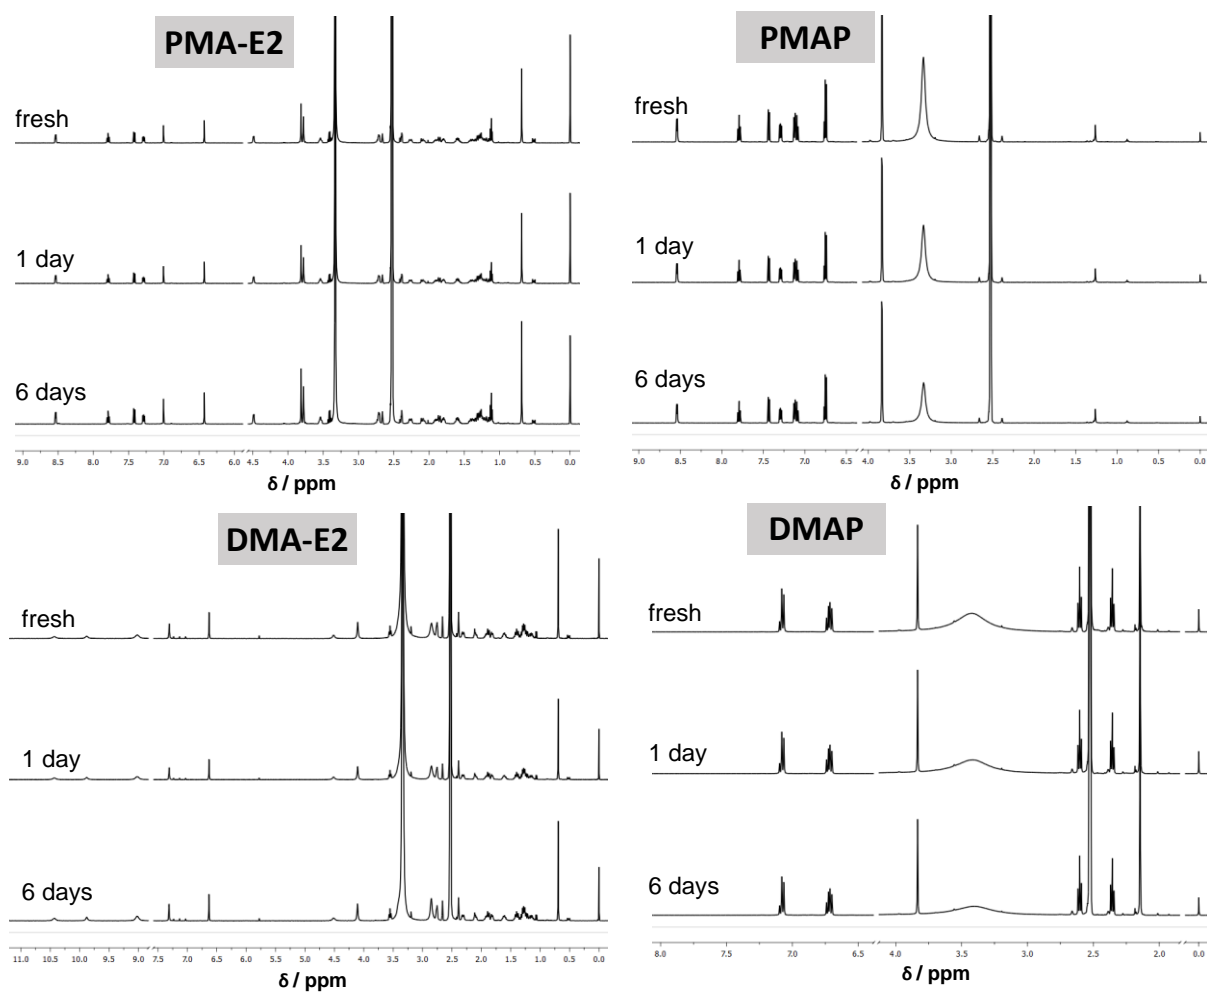 PMA-E2
fresh
1 day
6 days
9.0 8.5 8.0 7.5 7.0 6.5 6.0 4.5 4.0 3.5 3.0 2.5 2.0 1.5 1.0 0.5 0.0
δ / ppm
PMAP
fresh
1 day
6 days
9.0 8.5 8.0 7.5 7.0 6.5 4.0 3.5 3.0 2.5 2.0 1.5 1.0 0.5 0.0
δ / ppm
DMA-E2
fresh
1 day
6 days
11.0 10.5 10.0 9.5 9.0 7.5 7.0 6.5 6.0 5.5 5.0 4.5 4.0 3.5 3.0 2.5 2.0 1.5 1.0 0.5 0.0
δ / ppm
DMAP
fresh
1 day
6 days
8.0 7.5 7.0 6.5 4.0 3.5 3.0 2.5 2.0 0.0
δ / ppm